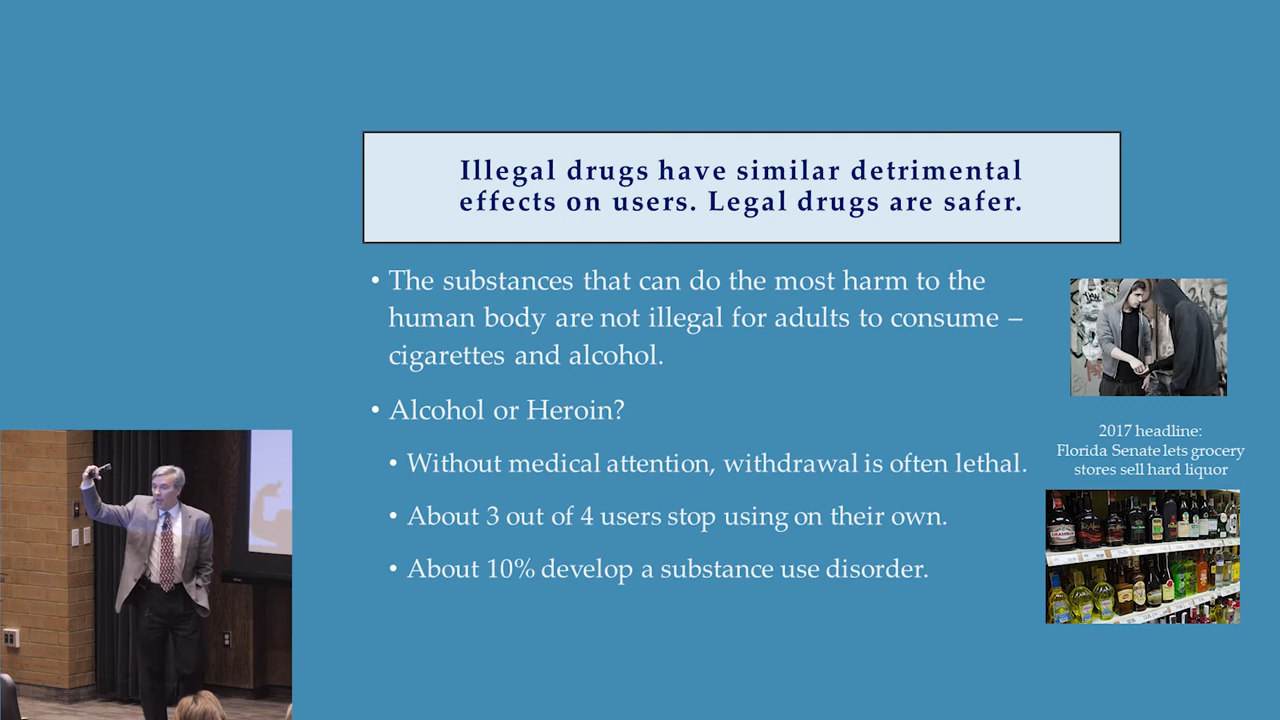 Illegal drugs have similar detrimental
effects on users. Legal drugs are safer.
• The substances that can do the most harm to the
human body are not illegal for adults to consume –
cigarettes and alcohol.
• Alcohol or Heroin?
• Without medical attention, withdrawal is often lethal.
• About 3 out of 4 users stop using on their own.
• About 10% develop a substance use disorder.
2017 headline:
Florida Senate lets grocery
stores sell hard liquor